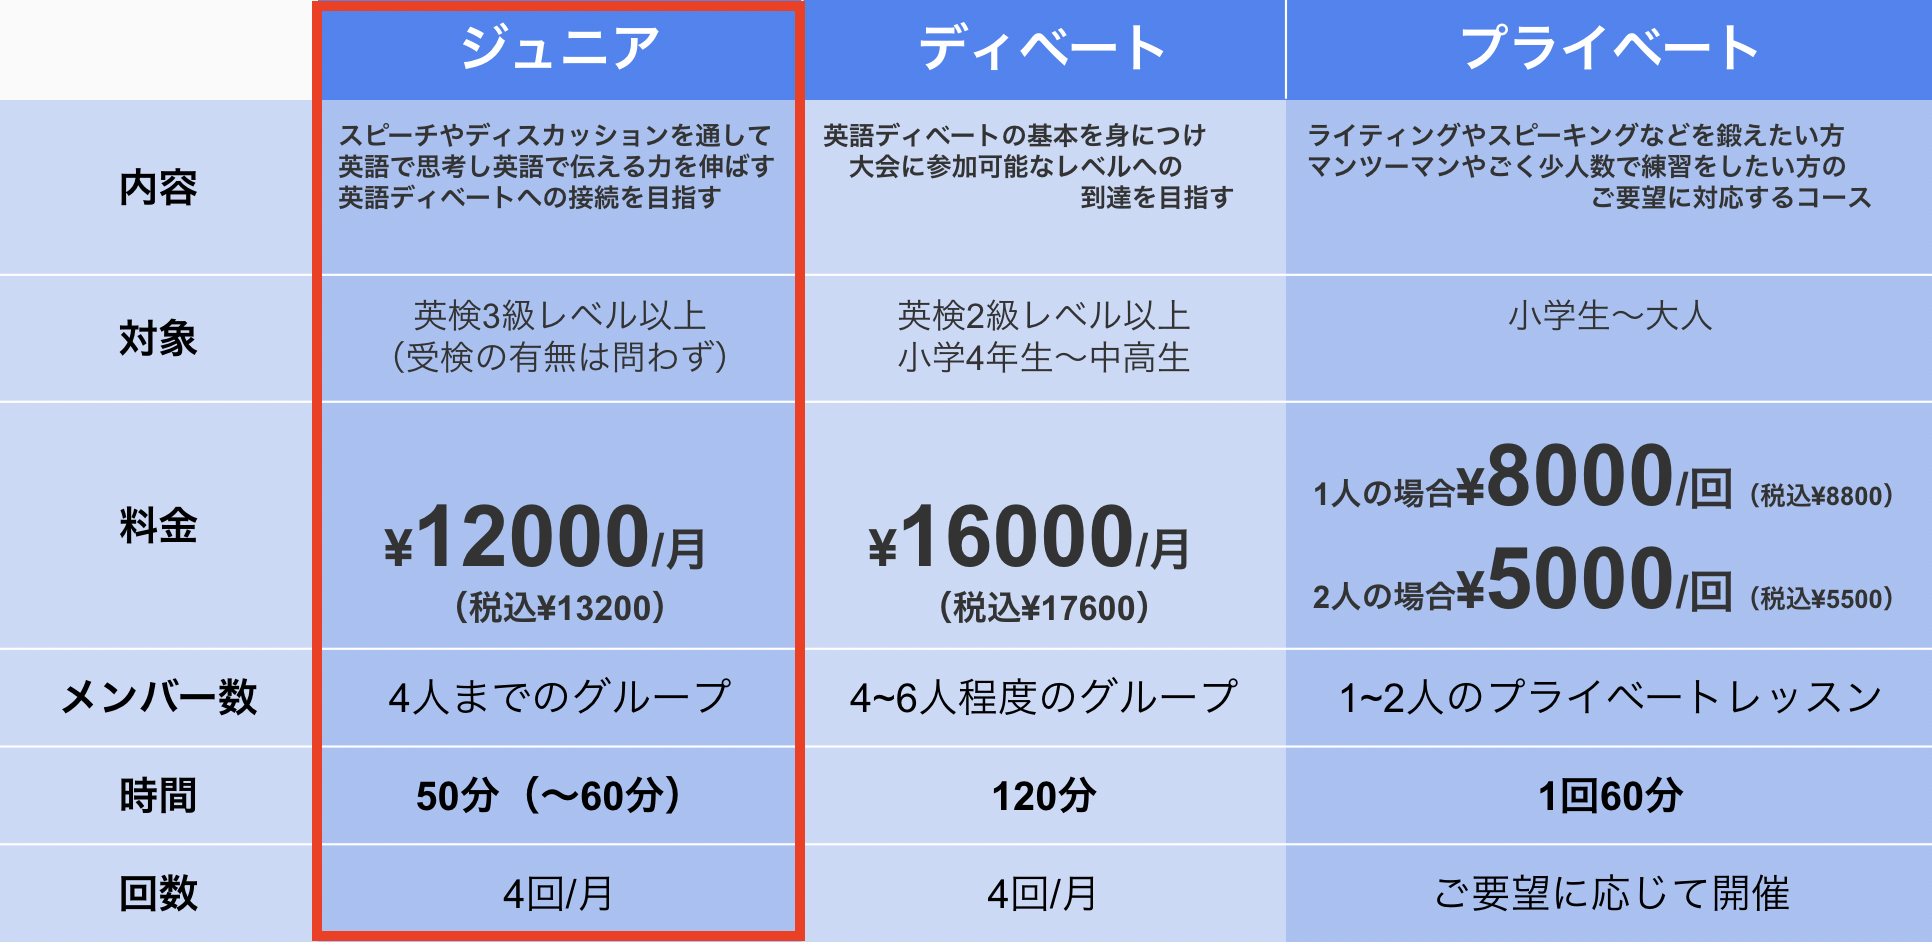 ジュニア
ディベート
プライベート
内容
スピーチやディスカッションを通して
英語で思考し英語で伝える力を伸ばす
英語ディベートへの接続を目指す
英語ディベートの基本を身につけ
大会に参加可能なレベルへの
到達を目指す
ライティングやスピーキングなどを鍛えたい方
マンツーマンやごく少人数で練習をしたい方の
ご要望に対応するコース
対象
英検3級レベル以上
（受検の有無は問わず）
英検2級レベル以上
小学4年生〜中高生
小学生〜大人
料金
¥12000/月
（税込¥13200）
¥16000/月
（税込¥17600）
1人の場合¥8000/回（税込¥8800）
2人の場合¥5000/回（税込¥5500）
メンバー数
4人までのグループ
4~6人程度のグループ
1~2人のプライベートレッスン
時間
50分（〜60分）
120分
1回60分
回数
4回/月
4回/月
ご要望に応じて開催